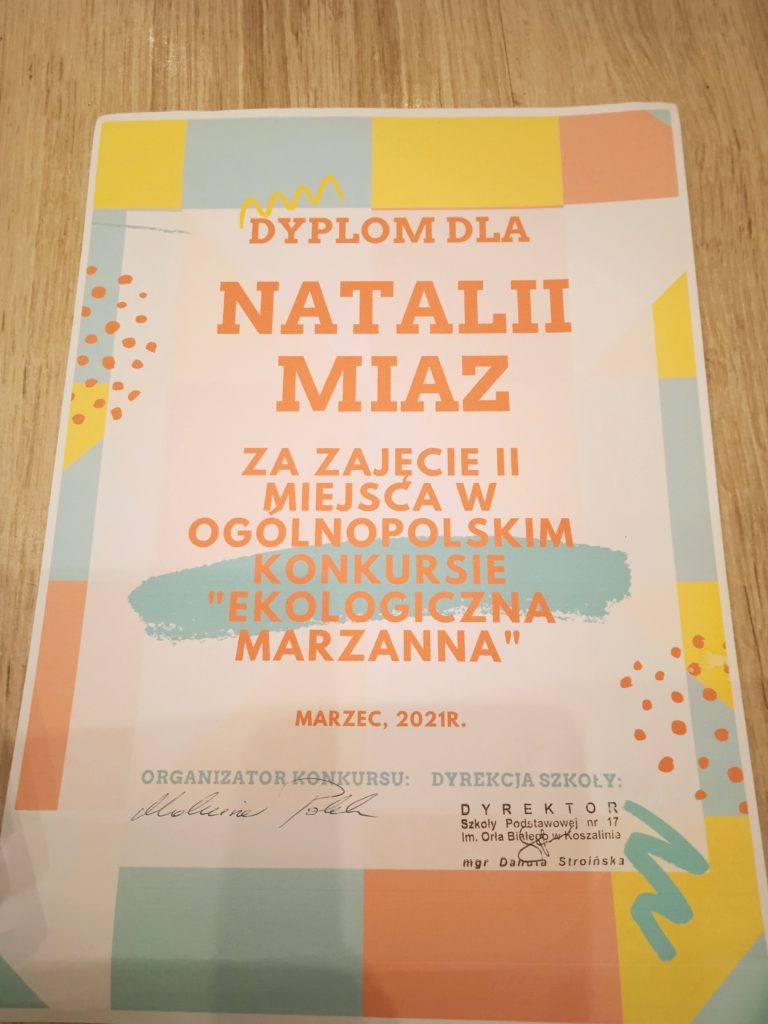 DYPLOM DLA
NATALII
MIAZ
ZA ZAJĘCIE II
MIEJSCA W
OGÓLNOPOLSKIM
KONKURSIE
"EKOLOGICZNA
MARZANNA"
MARZEC, 2021R.
ORGANIZATOR KONKURSU: DYREKCJA SZKOŁY:
DYREKTOR
Szkoły Podstawowej nr 17
Im. Orła Białego w Koszalinie
mgr Danuta Stroińska